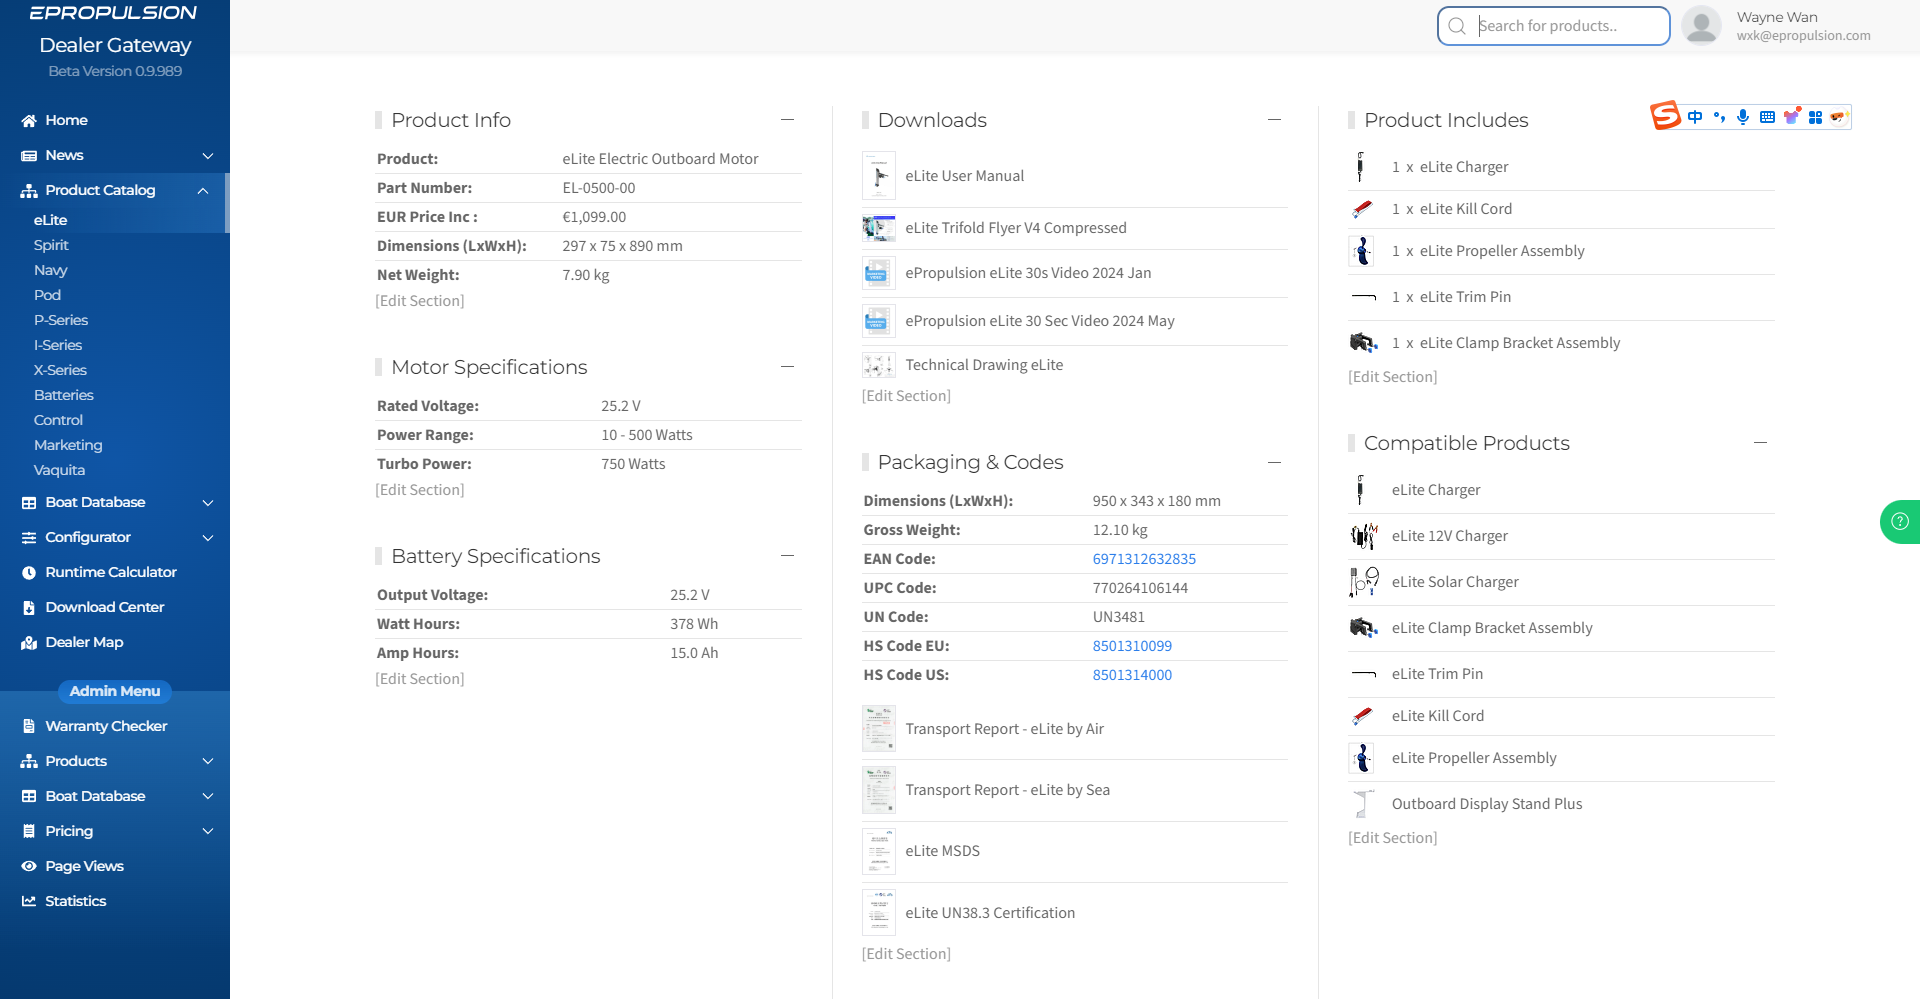 EPROPULSION
Dealer Gateway
Beta Version 0.9.989
Home
News
Product Catalog
eLite
Spirit
Navy
Pod
P-Series
I-Series
X-Series
Batteries
Control
Marketing
Vaquita
Boat Database
Configurator
Runtime Calculator
Download Center
Dealer Map
Admin Menu
Warranty Checker
Products
Boat Database
Pricing
Page Views
Statistics
Search for products..
Wayne Wan
wxk@epropulsion.com
Product Info
Product: eLite Electric Outboard Motor
Part Number: EL-0500-00
EUR Price Inc : €1,099.00
Dimensions (LxWxH): 297 x 75 x 890 mm
Net Weight: 7.90 kg
[Edit Section]
Motor Specifications
Rated Voltage: 25.2 V
Power Range: 10 - 500 Watts
Turbo Power: 750 Watts
[Edit Section]
Battery Specifications
Output Voltage: 25.2 V
Watt Hours: 378 Wh
Amp Hours: 15.0 Ah
[Edit Section]
Downloads
eLite User Manual
eLite Trifold Flyer V4 Compressed
ePropulsion eLite 30s Video 2024 Jan
ePropulsion eLite 30 Sec Video 2024 May
Technical Drawing eLite
[Edit Section]
Packaging & Codes
Dimensions (LxWxH): 950 x 343 x 180 mm
Gross Weight: 12.10 kg
EAN Code: 6971312632835
UPC Code: 770264106144
UN Code: UN3481
HS Code EU: 8501310099
HS Code US: 8501314000
Transport Report - eLite by Air
Transport Report - eLite by Sea
eLite MSDS
eLite UN38.3 Certification
[Edit Section]
Product Includes
S 中
1 x eLite Charger
1 x eLite Kill Cord
1 x eLite Propeller Assembly
1 x eLite Trim Pin
1 x eLite Clamp Bracket Assembly
[Edit Section]
Compatible Products
eLite Charger
eLite 12V Charger
eLite Solar Charger
eLite Clamp Bracket Assembly
eLite Trim Pin
eLite Kill Cord
eLite Propeller Assembly
Outboard Display Stand Plus
[Edit Section]